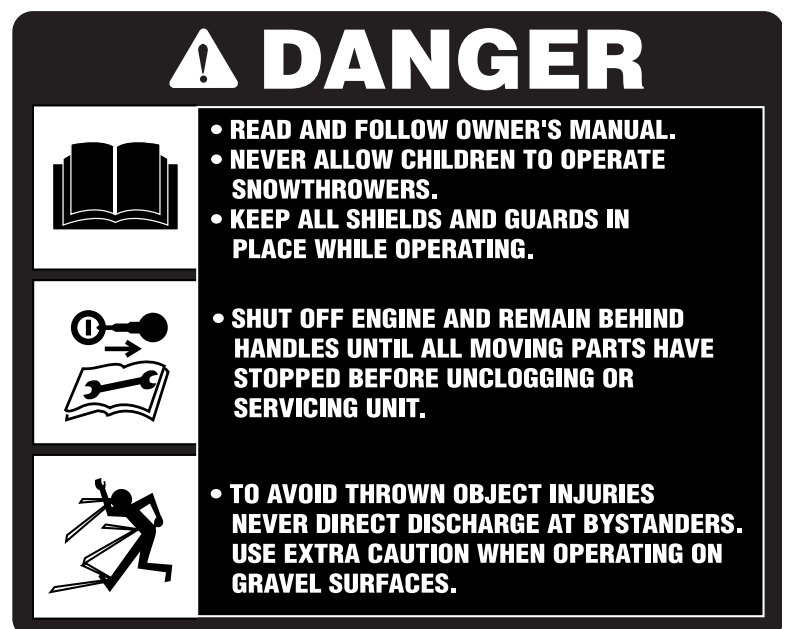 DANGER
• READ AND FOLLOW OWNER'S MANUAL.
• NEVER ALLOW CHILDREN TO OPERATE
SNOWTHROWERS.
• KEEP ALL SHIELDS AND GUARDS IN
PLACE WHILE OPERATING.
• SHUT OFF ENGINE AND REMAIN BEHIND
HANDLES UNTIL ALL MOVING PARTS HAVE
STOPPED BEFORE UNCLOGGING OR
SERVICING UNIT.
• TO AVOID THROWN OBJECT INJURIES
NEVER DIRECT DISCHARGE AT BYSTANDERS.
USE EXTRA CAUTION WHEN OPERATING ON
GRAVEL SURFACES.